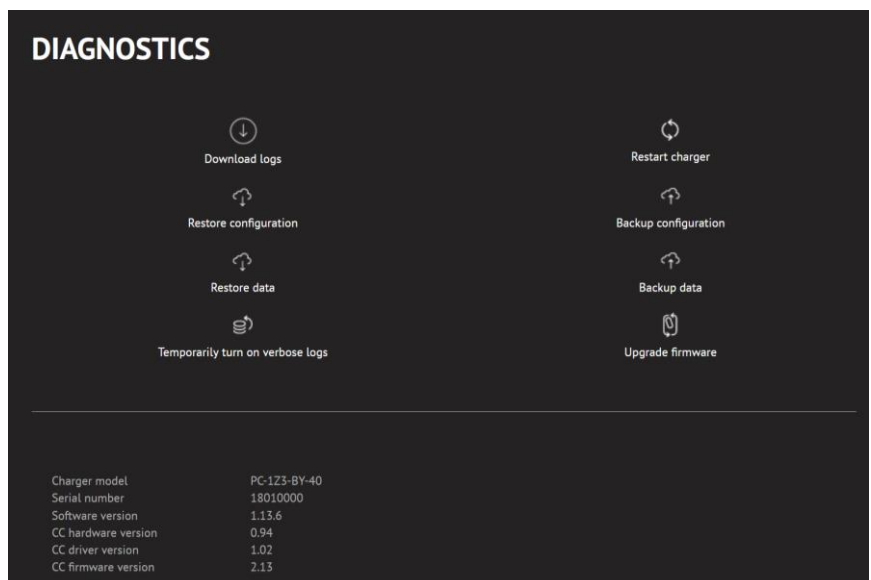 DIAGNOSTICS
Download logs
Restart charger
Restore configuration
Backup configuration
Restore data
Backup data
Temporarily turn on verbose logs
Upgrade firmware
Charger model PC-1Z3-BY-40
Serial number 18010000
Software version 1.13.6
CC hardware version 0.94
CC driver version 1.02
CC firmware version 2.13